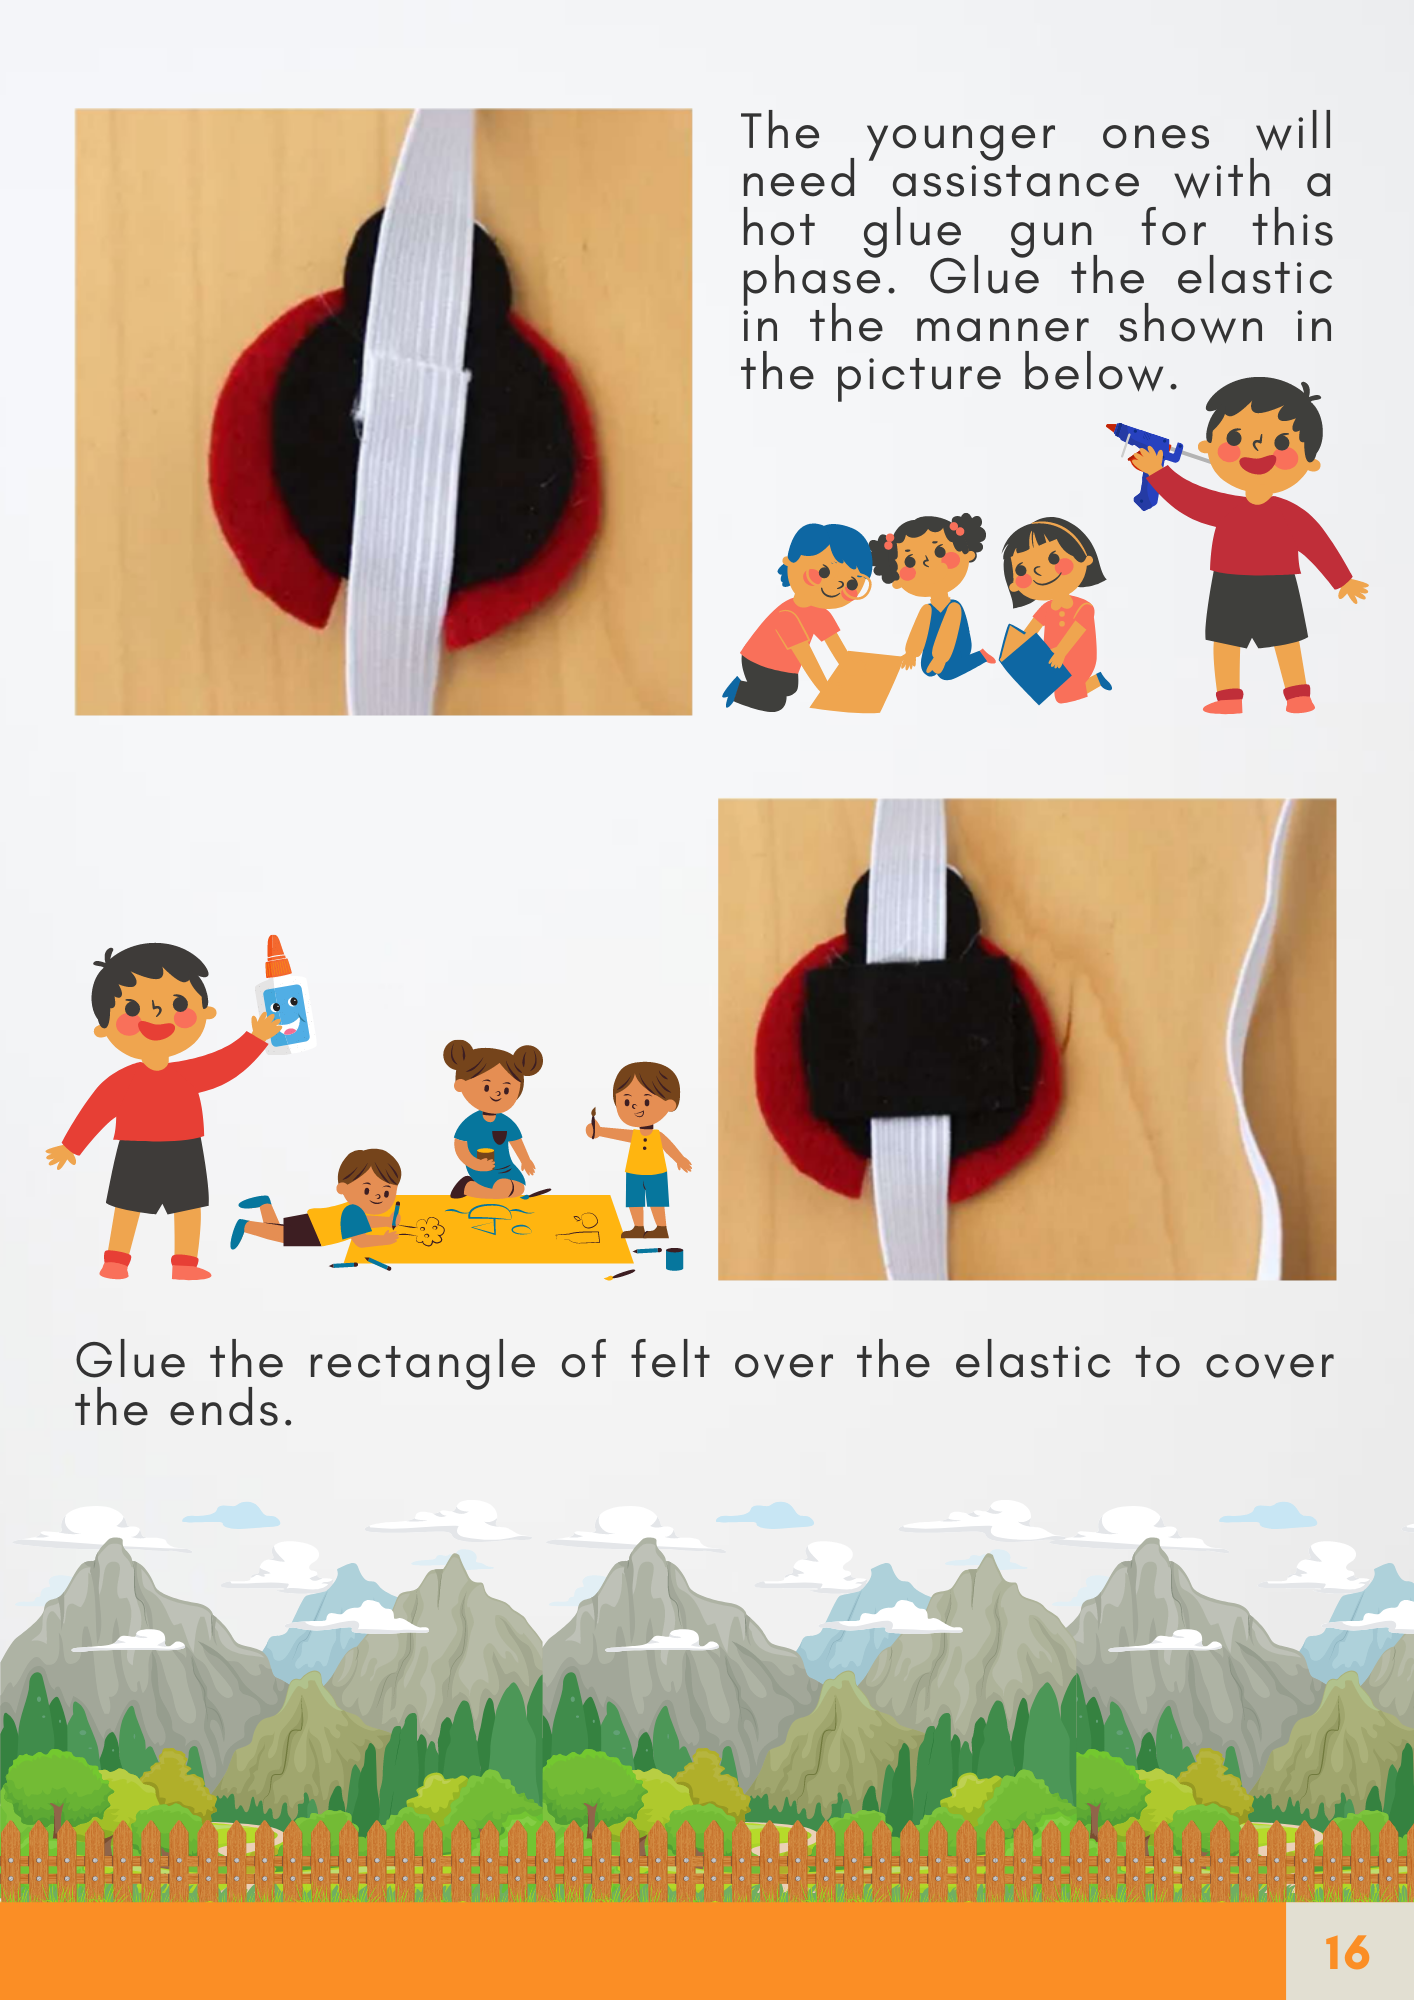 The younger ones will
need assistance with a
hot glue gun for this
phase. Glue the elastic
in the manner shown in
the picture below.
Glue the rectangle of felt over the elastic to cover
the ends.
16